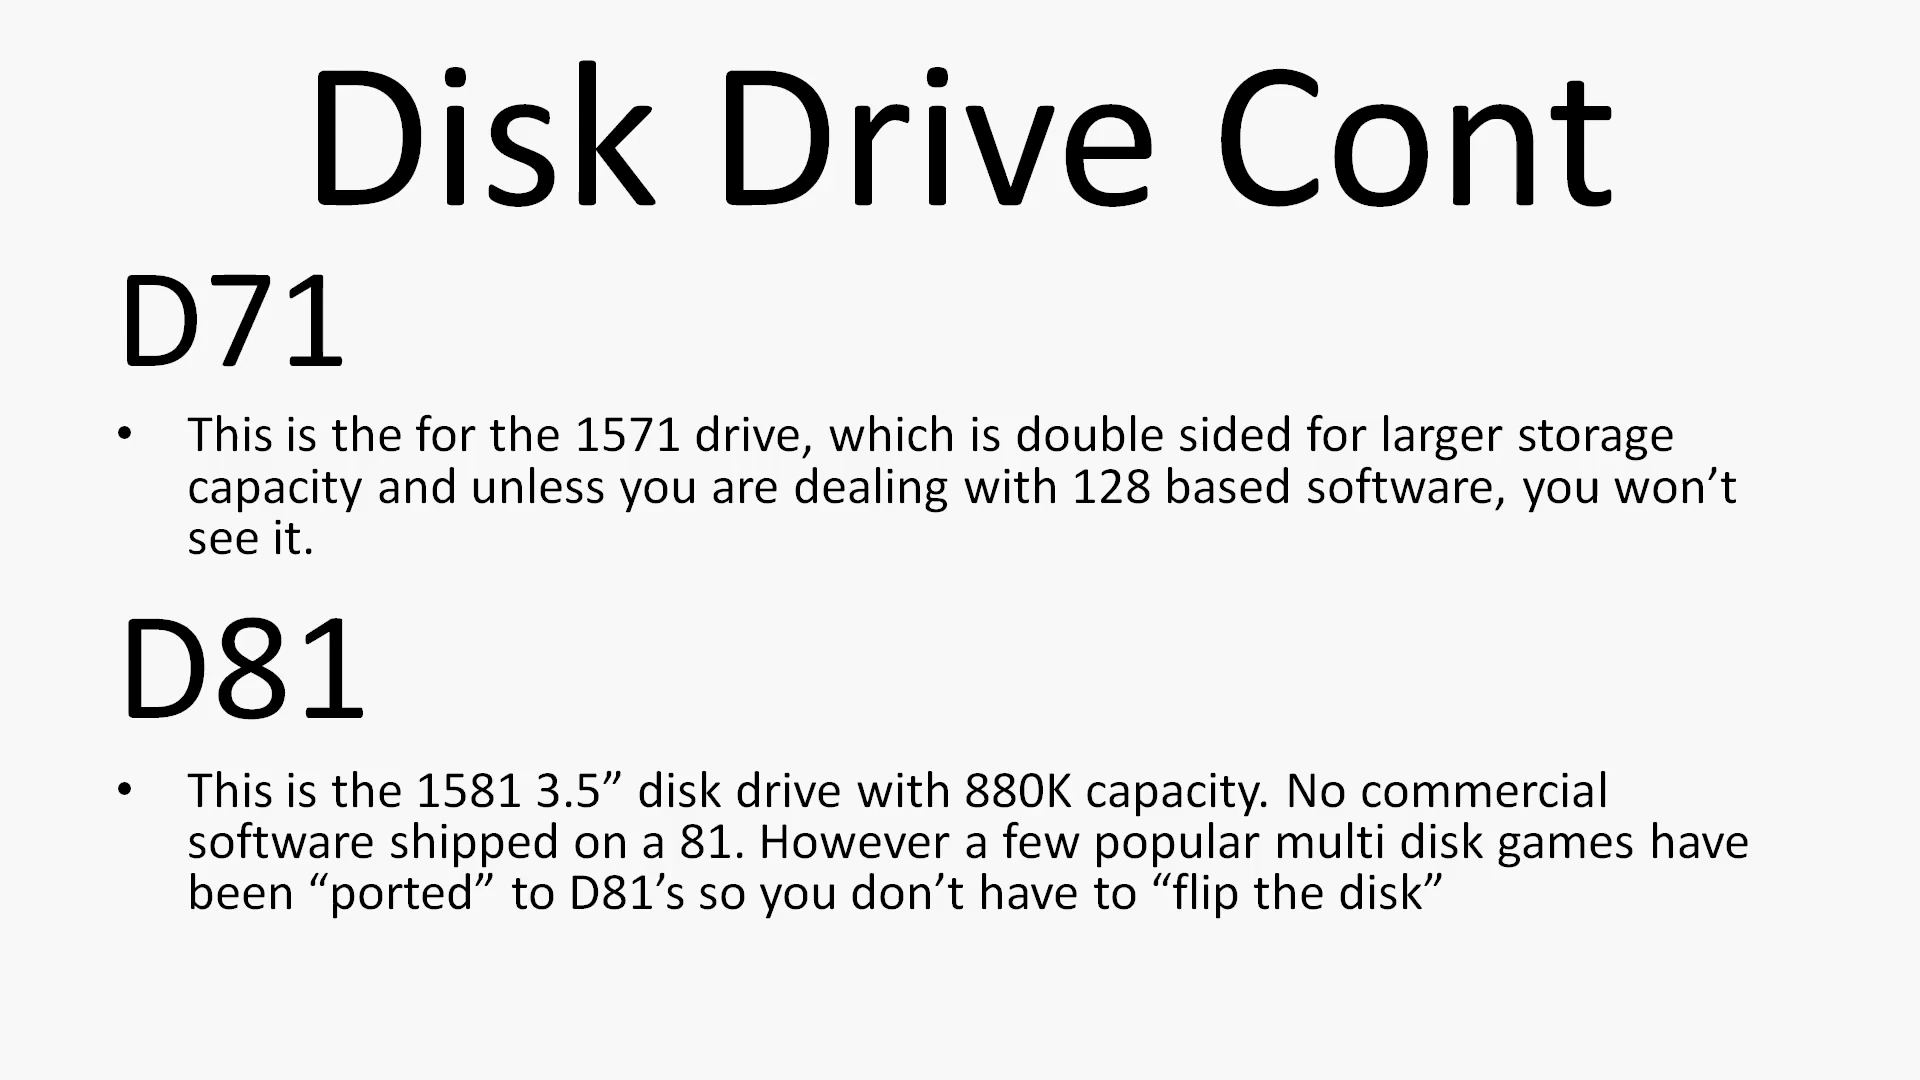 Disk Drive Cont
D71
• This is the for the 1571 drive, which is double sided for larger storage
capacity and unless you are dealing with 128 based software, you won’t
see it.
D81
• This is the 1581 3.5” disk drive with 880K capacity. No commercial
software shipped on a 81. However a few popular multi disk games have
been “ported” to D81’s so you don’t have to “flip the disk”